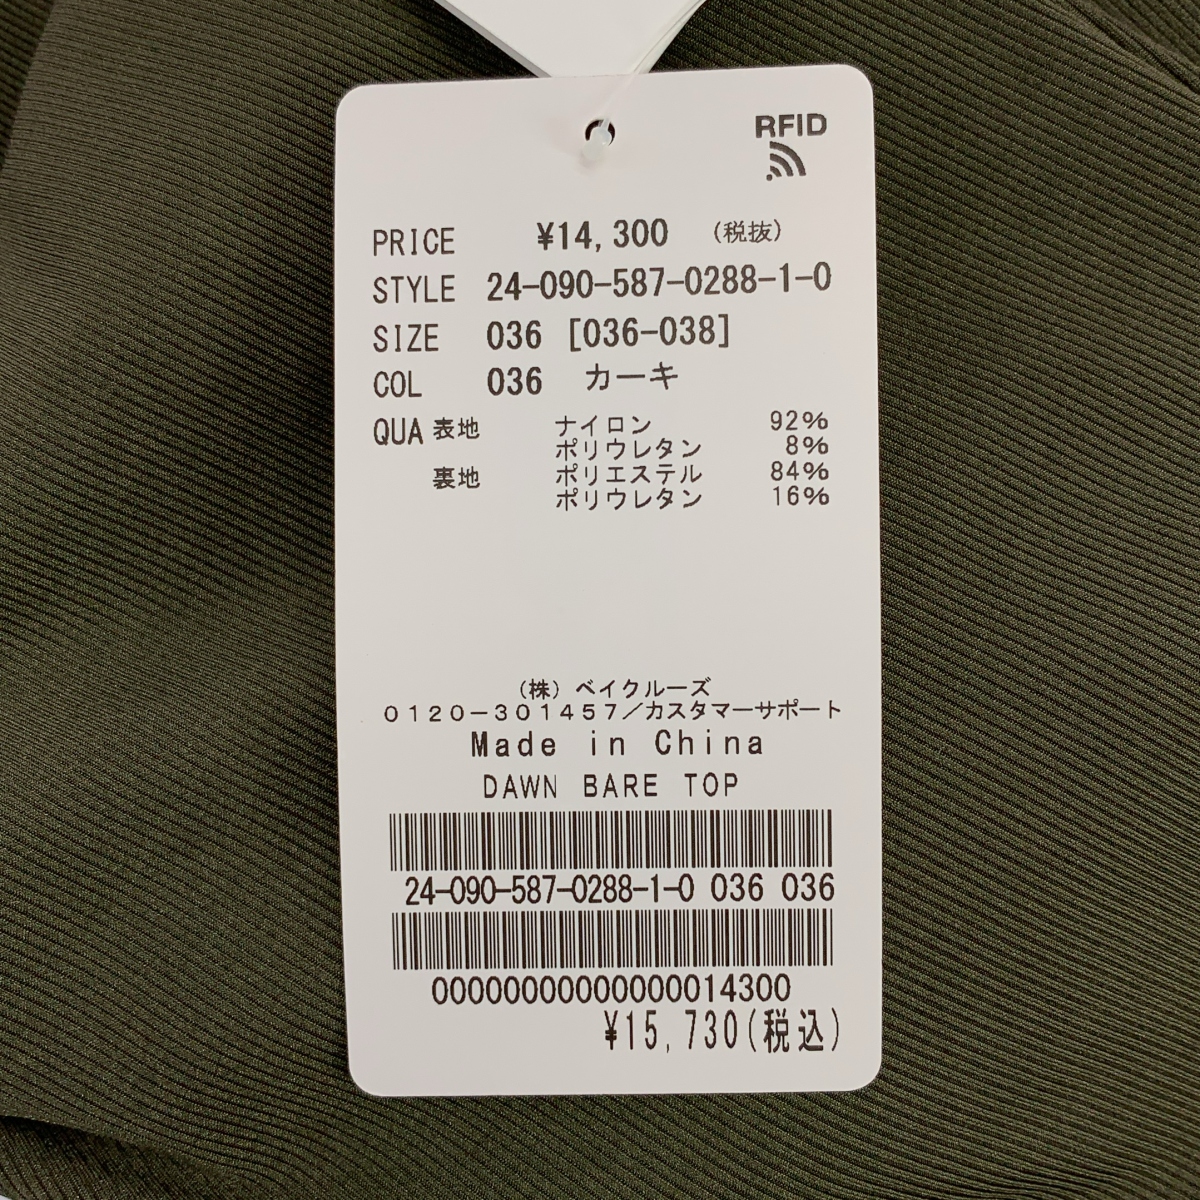 RFID
PRICE ¥14,300 (税抜)
STYLE 24-090-587-0288-1-0
SIZE 036 [036-038]
COL 036 カーキ
QUA 表地 ナイロン 92%
ポリウレタン 8%
裏地 ポリエステル 84%
ポリウレタン 16%
(株)ベイクルーズ
0120-301457/カスタマーサポート
Made in China
DAWN BARE TOP
24-090-587-0288-1-0 036 036
00000000000000014300
¥15,730(税込)